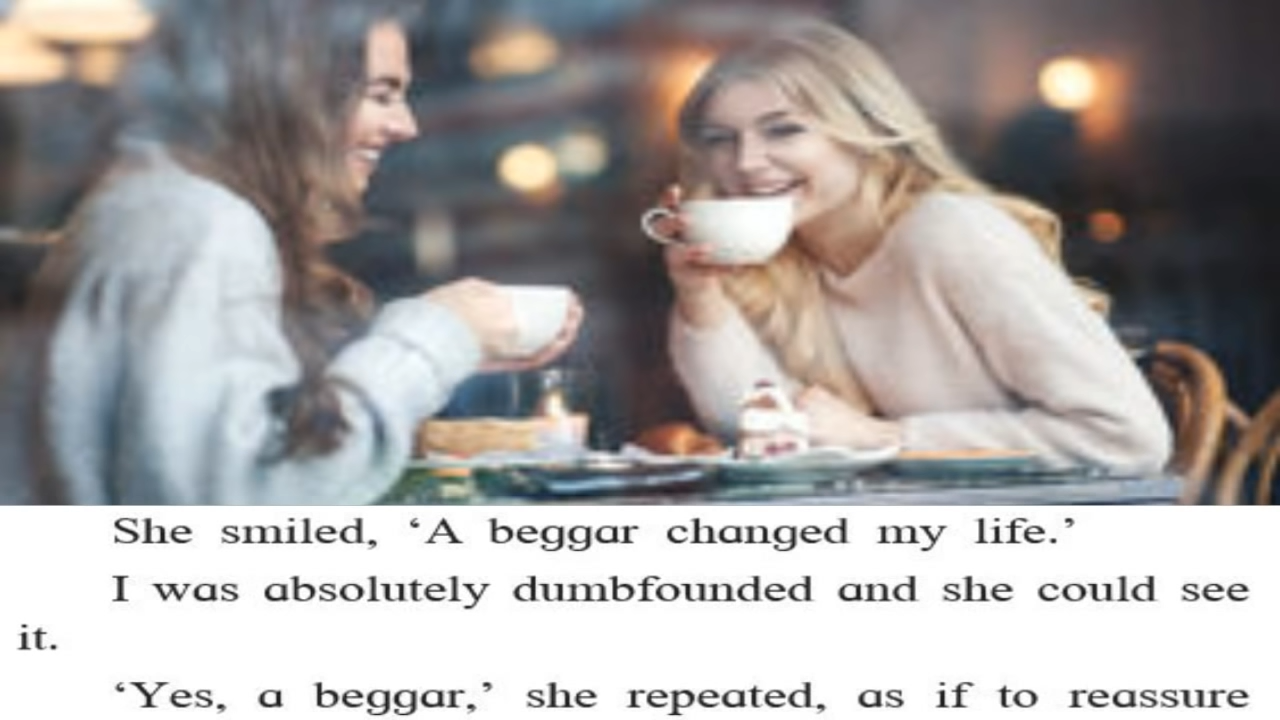 She smiled, ‘A beggar changed my life.’
I was absolutely dumbfounded and she could see
it.
‘Yes, a beggar,’ she repeated, as if to reassure